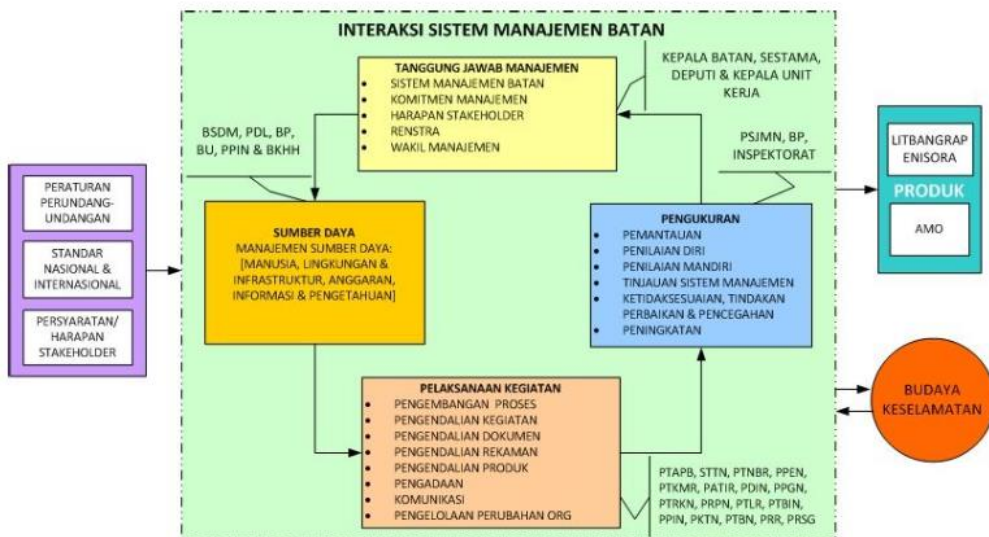 INTERAKSI SISTEM MANAJEMEN BATAN
TANGGUNG JAWAB MANAJEMEN
SISTEM MANAJEMEN BATAN
KOMITMEN MANAJEMEN
HARAPAN STAKEHOLDER
RENSTRA
WAKIL MANAJEMEN
KEPALA BATAN, SESTAMA,
DEPUTI & KEPALA UNIT
KERJA
BSDM, PDL, BP,
BU, PPIN & BKHH
PSJMN, BP,
INSPEKTORAT
PERATURAN
PERUNDANG-
UNDANGAN
STANDAR
NASIONAL &
INTERNASIONAL
PERSYARATAN/
HARAPAN
STAKEHOLDER
SUMBER DAYA
MANAJEMEN SUMBER DAYA:
[MANUSIA, LINGKUNGAN &
INFRASTRUKTUR, ANGGARAN,
INFORMASI & PENGETAHUAN]
PENGUKURAN
PEMANTAUAN
PENILAIAN DIRI
PENILAIAN MANDIRI
TINJAUAN SISTEM MANAJEMEN
KETIDAKSESUAIAN, TINDAKAN
PERBAIKAN & PENCEGAHAN
PENINGKATAN
LITBANGRAP
ENISORA
PRODUK
AMO
BUDAYA
KESELAMATAN
PELAKSANAAN KEGIATAN
PENGEMBANGAN PROSES
PENGENDALIAN KEGIATAN
PENGENDALIAN DOKUMEN
PENGENDALIAN REKAMAN
PENGENDALIAN PRODUK
PENGADAAN
KOMUNIKASI
PENGELOLAAN PERUBAHAN ORG
PTAPB, STTN, PTNBR, PPEN,
PTKMR, PATIR, PDIN, PPGN,
PTRKN, PRPN, PTLR, PTBIN,
PPIN, PKTN, PTBN, PRR, PRSG